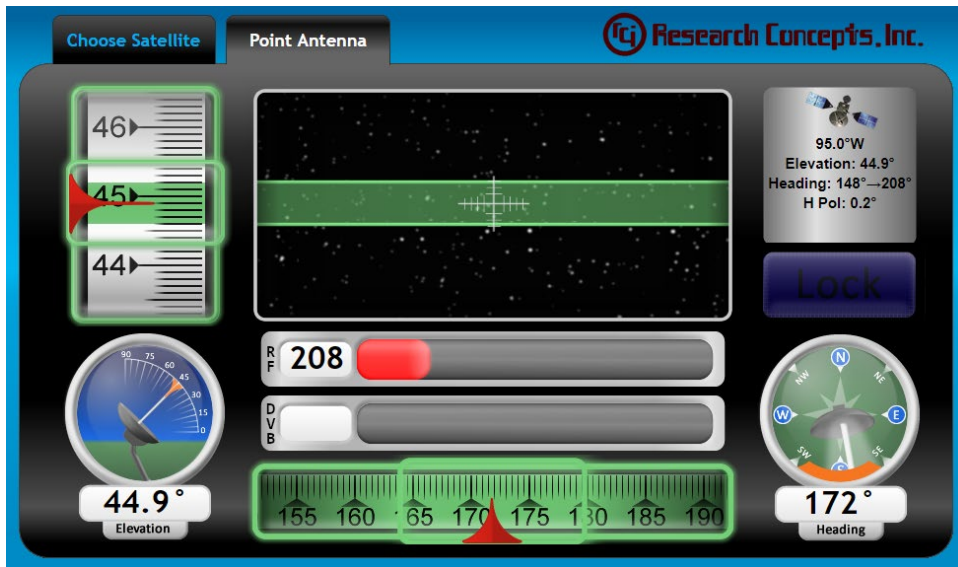 Choose Satellite
Point Antenna
rci Research Concepts, Inc.
46
45
44
95.0°W
Elevation: 44.9°
Heading: 148°→208°
H Pol: 0.2°
Lock
RF 208
DVB
90 75 60 45 30 15 0
44.9°
Elevation
155 160 165 170 175 180 185 190
N
NW NE
W E
SW SE
S
172°
Heading